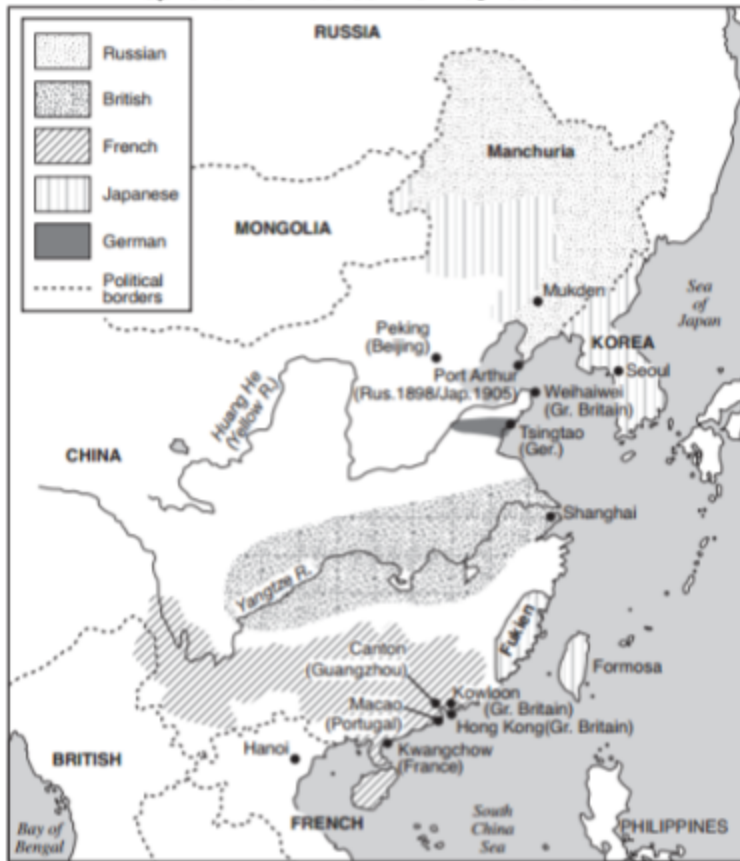 Russian
British
French
Japanese
German
Political
borders
RUSSIA
Manchuria
MONGOLIA
Mukden
Sea
of
Japan
Peking
(Beijing)
KOREA
Port Arthur
Seoul
(Rus.1898/Jap.1905)
Weihaiwei
(Gr. Britain)
Huang He
(Yellow R.)
Tsingtao
(Ger.)
CHINA
Shanghai
Yangtze R.
Fukien
Canton
(Guangzhou)
Formosa
Kowloon
(Gr. Britain)
Macao
(Portugal)
Hong Kong(Gr. Britain)
Hanoi
Kwangchow
(France)
BRITISH
Bay of
Bengal
FRENCH
South
China
Sea
PHILIPPINES